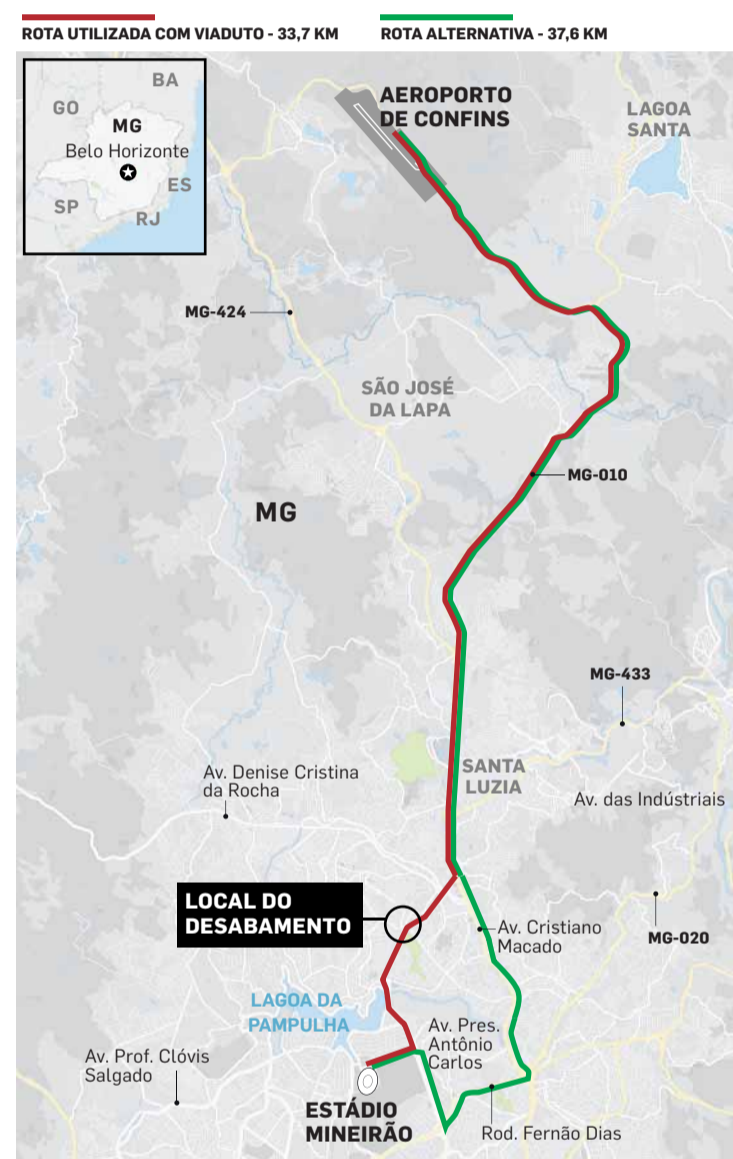 ROTA UTILIZADA COM VIADUTO - 33,7 KM
ROTA ALTERNATIVA - 37,6 KM
BA
GO
MG
Belo Horizonte
ES
SP
RJ
AEROPORTO
DE CONFINS
LAGOA
SANTA
MG-424
SÃO JOSÉ
DA LAPA
MG-010
MG
MG-433
SANTA
LUZIA
Av. Denise Cristina
da Rocha
Av. das Indústriais
LOCAL DO
DESABAMENTO
Av. Cristiano
Macado
MG-020
LAGOA DA
PAMPULHA
Av. Pres.
Antônio
Carlos
Av. Prof. Clóvis
Salgado
ESTÁDIO
MINEIRÃO
Rod. Fernão Dias